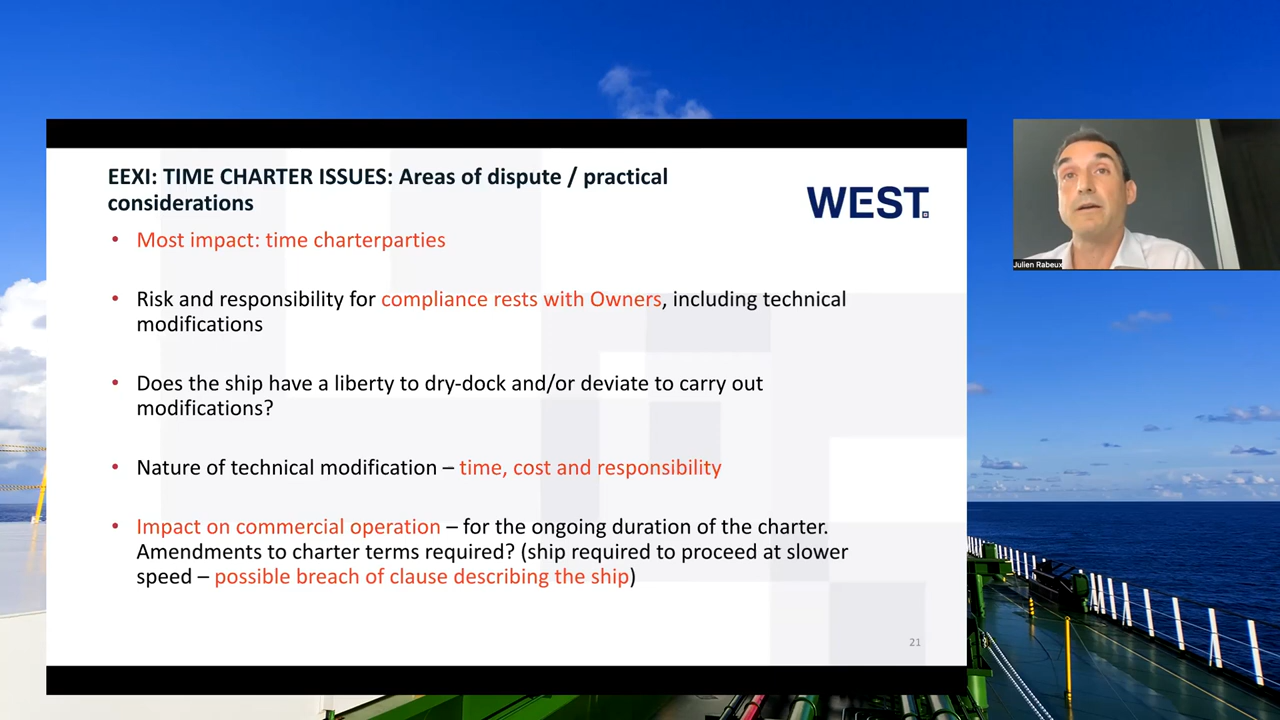 EEXI: TIME CHARTER ISSUES: Areas of dispute / practical
considerations
WEST.
• Most impact: time charterparties
• Risk and responsibility for compliance rests with Owners, including technical
modifications
• Does the ship have a liberty to dry-dock and/or deviate to carry out
modifications?
• Nature of technical modification – time, cost and responsibility
• Impact on commercial operation – for the ongoing duration of the charter.
Amendments to charter terms required? (ship required to proceed at slower
speed – possible breach of clause describing the ship)
21
Julien Rabeux